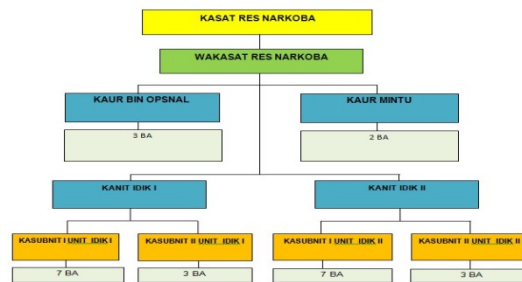 KASAT RES NARKOBA
WAKASAT RES NARKOBA
KAUR BIN OPSNAL
KAUR MINTU
3 BA
2 BA
KANIT IDIK I
KANIT IDIK II
KASUBNIT I UNIT IDIK I
KASUBNIT II UNIT IDIK I
KASUBNIT I UNIT IDIK II
KASUBNIT II UNIT IDIK II
7 BA
3 BA
7 BA
3 BA